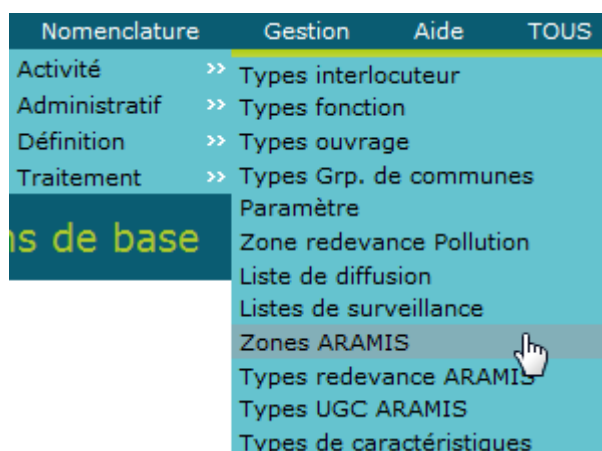 Nomenclature Gestion Aide TOUS
Activité >>
Administratif >>
Définition >>
Traitement >>
ns de base
Types interlocuteur
Types fonction
Types ouvrage
Types Grp. de communes
Paramètre
Zone redevance Pollution
Liste de diffusion
Listes de surveillance
Zones ARAMIS
Types redevance ARAMIS
Types UGC ARAMIS
Types de caractéristiques